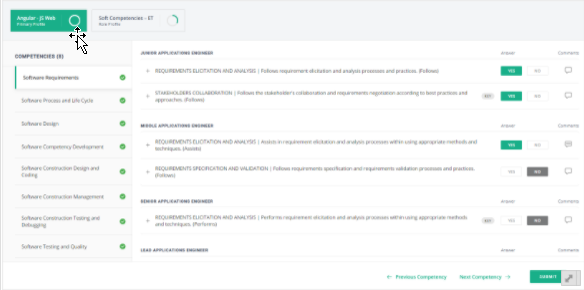 Angular - JS Web
Primary Profile
Soft Competencies - ET
Role Profile
COMPETENCIES (8)
Software Requirements
Software Process and Life Cycle
Software Design
Software Competency Development
Software Construction Design and
Coding
Software Construction Management
Software Construction Testing and
Debugging
Software Testing and Quality
JUNIOR APPLICATIONS ENGINEER
Answer
Comments
+ REQUIREMENTS ELICITATION AND ANALYSIS | Follows requirement elicitation and analysis processes and practices. (Follows)
YES
NO
+ STAKEHOLDERS COLLABORATION | Follows the stakeholder's collaboration and requirements negotiation according to best practices and
approaches. (Follows)
KEY
YES
NO
MIDDLE APPLICATIONS ENGINEER
Answer
Comments
+ REQUIREMENTS ELICITATION AND ANALYSIS | Assists in requirement elicitation and analysis processes within using appropriate methods and
techniques. (Assists)
YES
NO
+ REQUIREMENTS SPECIFICATION AND VALIDATION | Follows requirements specification and requirements validation processes and practices.
(Follows)
YES
NO
SENIOR APPLICATIONS ENGINEER
Answer
Comments
+ REQUIREMENTS ELICITATION AND ANALYSIS | Performs requirement elicitation and analysis processes within using appropriate methods
and techniques. (Performs)
KEY
YES
NO
LEAD APPLICATIONS ENGINEER
Answer
Comments
← Previous Competency
Next Competency →
SUBMIT